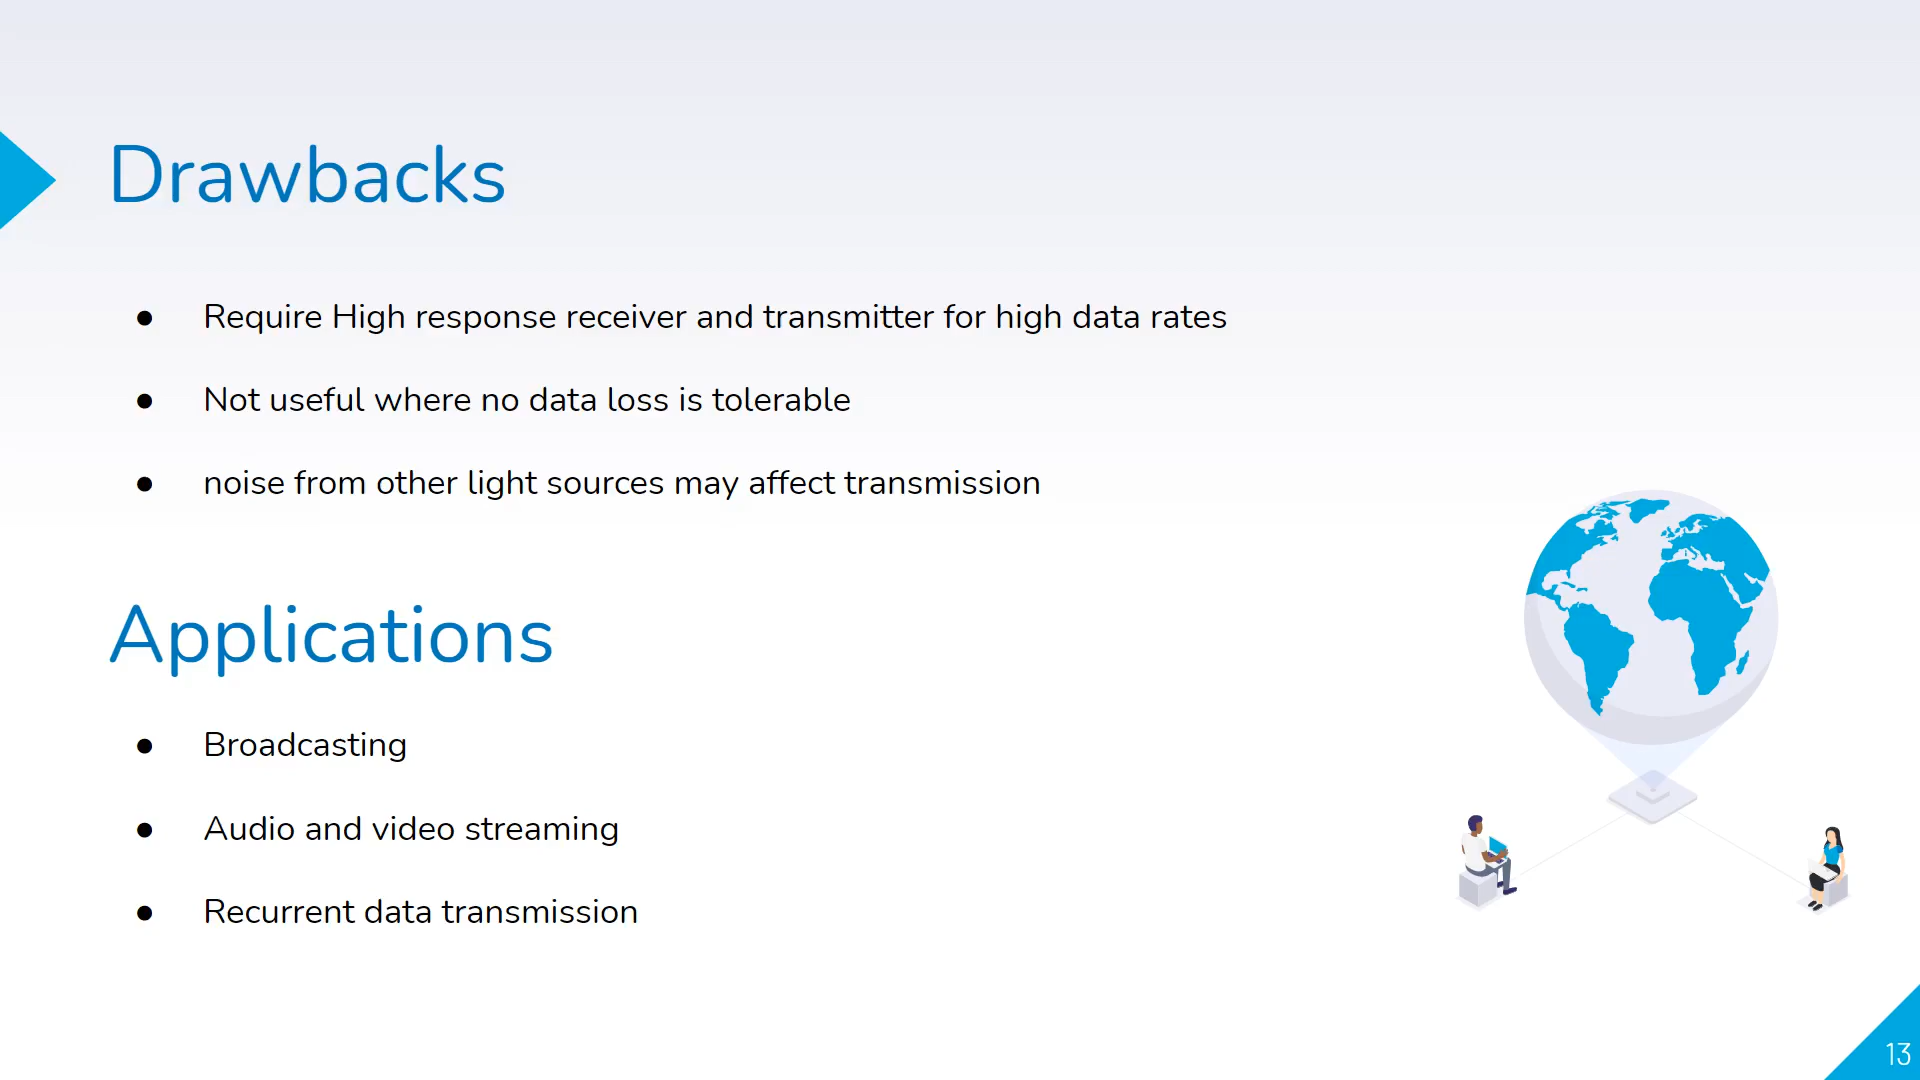 Drawbacks
● Require High response receiver and transmitter for high data rates
● Not useful where no data loss is tolerable
● noise from other light sources may affect transmission
Applications
● Broadcasting
● Audio and video streaming
● Recurrent data transmission
13